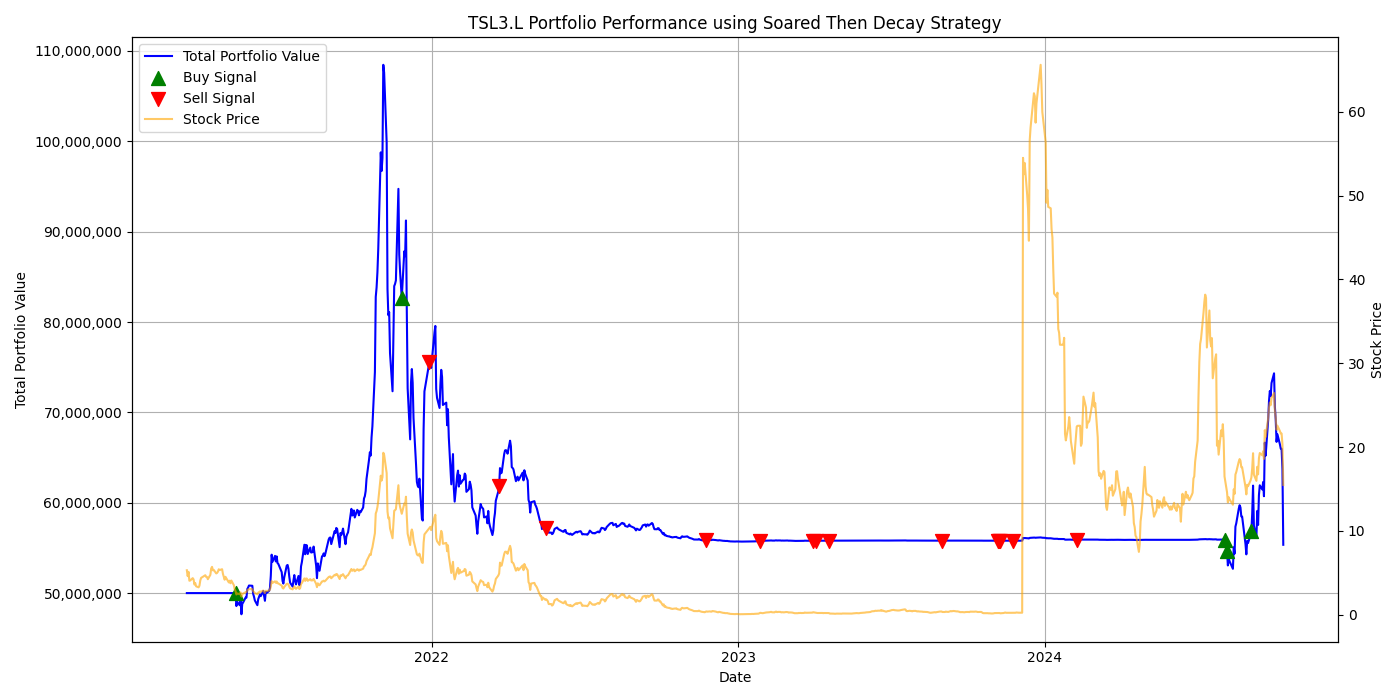 TSL3.L Portfolio Performance using Soared Then Decay Strategy
Total Portfolio Value
Buy Signal
Sell Signal
Stock Price
110,000,000
100,000,000
90,000,000
80,000,000
70,000,000
60,000,000
50,000,000
Total Portfolio Value
60
50
40
30
20
10
0
Stock Price
2022
2023
2024
Date